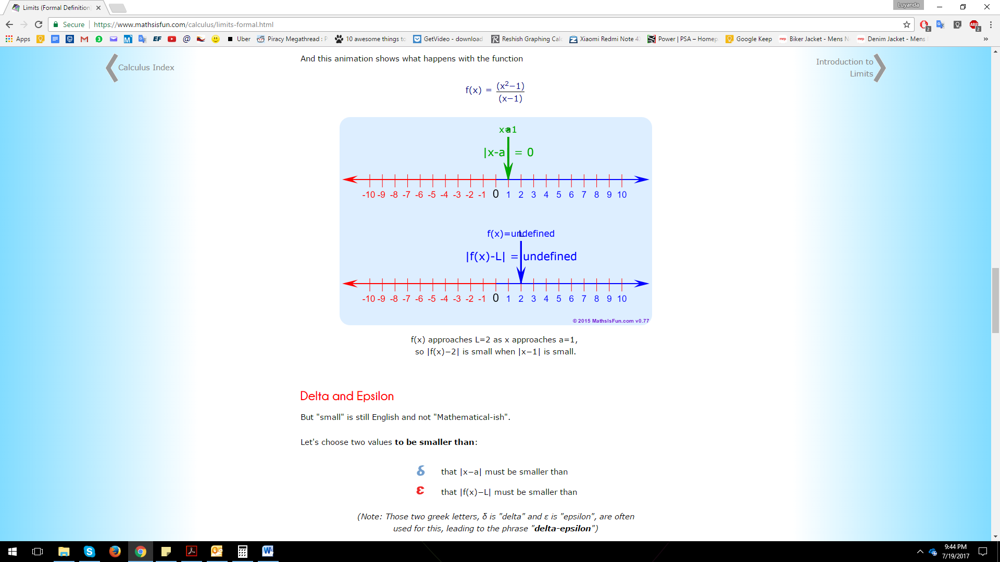 Limits (Formal Definition
Luyanda
Secure https://www.mathsisfun.com/calculus/limits-formal.html
Apps Uber Piracy Megathread : P 10 awesome things to GetVideo - download Reshish Graphing Calc Xiaomi Redmi Note 4 Power | PSA – Homep Google Keep Biker Jacket - Mens Denim Jacket - Mens »
Calculus Index
Introduction to
Limits
And this animation shows what happens with the function
f(x) = (x²−1)
(x−1)
x=1
a
|x-a| = 0
-10 -9 -8 -7 -6 -5 -4 -3 -2 -1 0 1 2 3 4 5 6 7 8 9 10
f(x)=undefined
L
|f(x)-L| = undefined
-10 -9 -8 -7 -6 -5 -4 -3 -2 -1 0 1 2 3 4 5 6 7 8 9 10
© 2015 MathsIsFun.com v0.77
f(x) approaches L=2 as x approaches a=1,
so |f(x)−2| is small when |x−1| is small.
Delta and Epsilon
But "small" is still English and not "Mathematical-ish".
Let's choose two values to be smaller than:
δ that |x−a| must be smaller than
ε that |f(x)−L| must be smaller than
(Note: Those two greek letters, δ is "delta" and ε is "epsilon", are often
used for this, leading to the phrase "delta-epsilon")
9:44 PM
7/19/2017